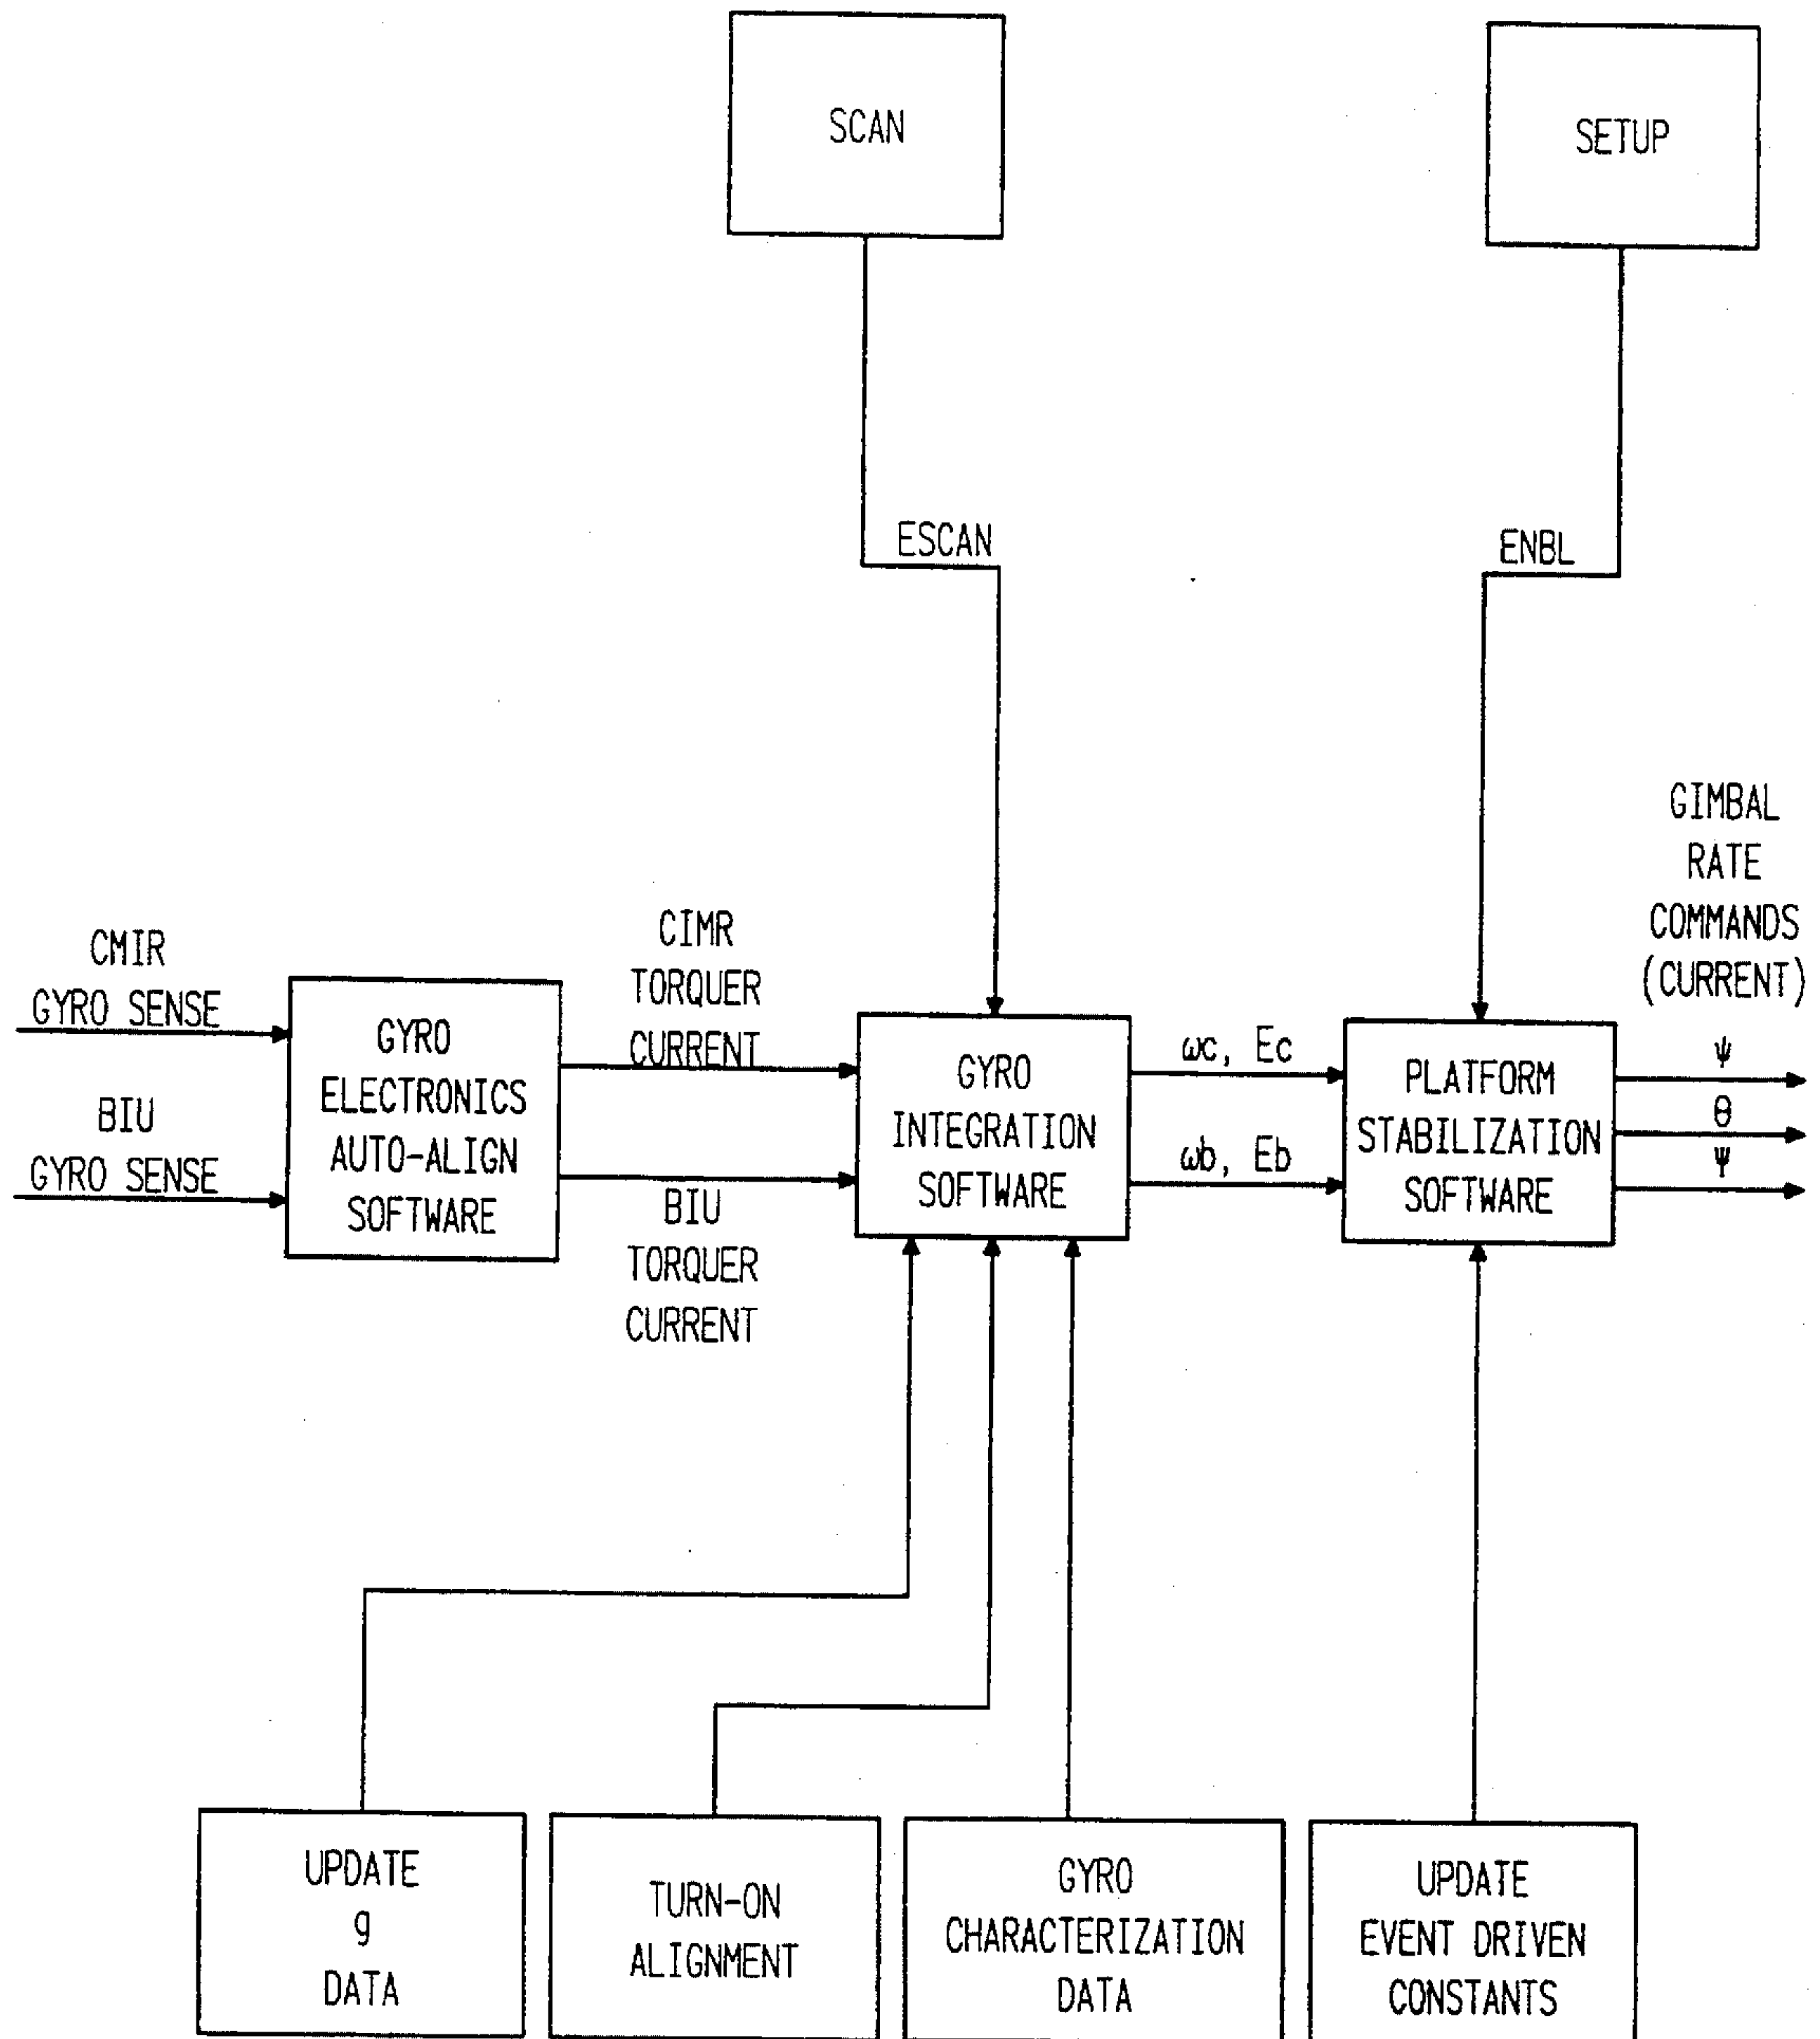 SCAN
SETUP
ESCAN
ENBL
GIMBAL
RATE
COMMANDS
(CURRENT)
CMIR
GYRO SENSE
BIU
GYRO SENSE
GYRO
ELECTRONICS
AUTO-ALIGN
SOFTWARE
CIMR
TORQUER
CURRENT
BIU
TORQUER
CURRENT
GYRO
INTEGRATION
SOFTWARE
ωc, Ec
ωb, Eb
PLATFORM
STABILIZATION
SOFTWARE
ψ
θ
Ψ
UPDATE
g
DATA
TURN-ON
ALIGNMENT
GYRO
CHARACTERIZATION
DATA
UPDATE
EVENT DRIVEN
CONSTANTS